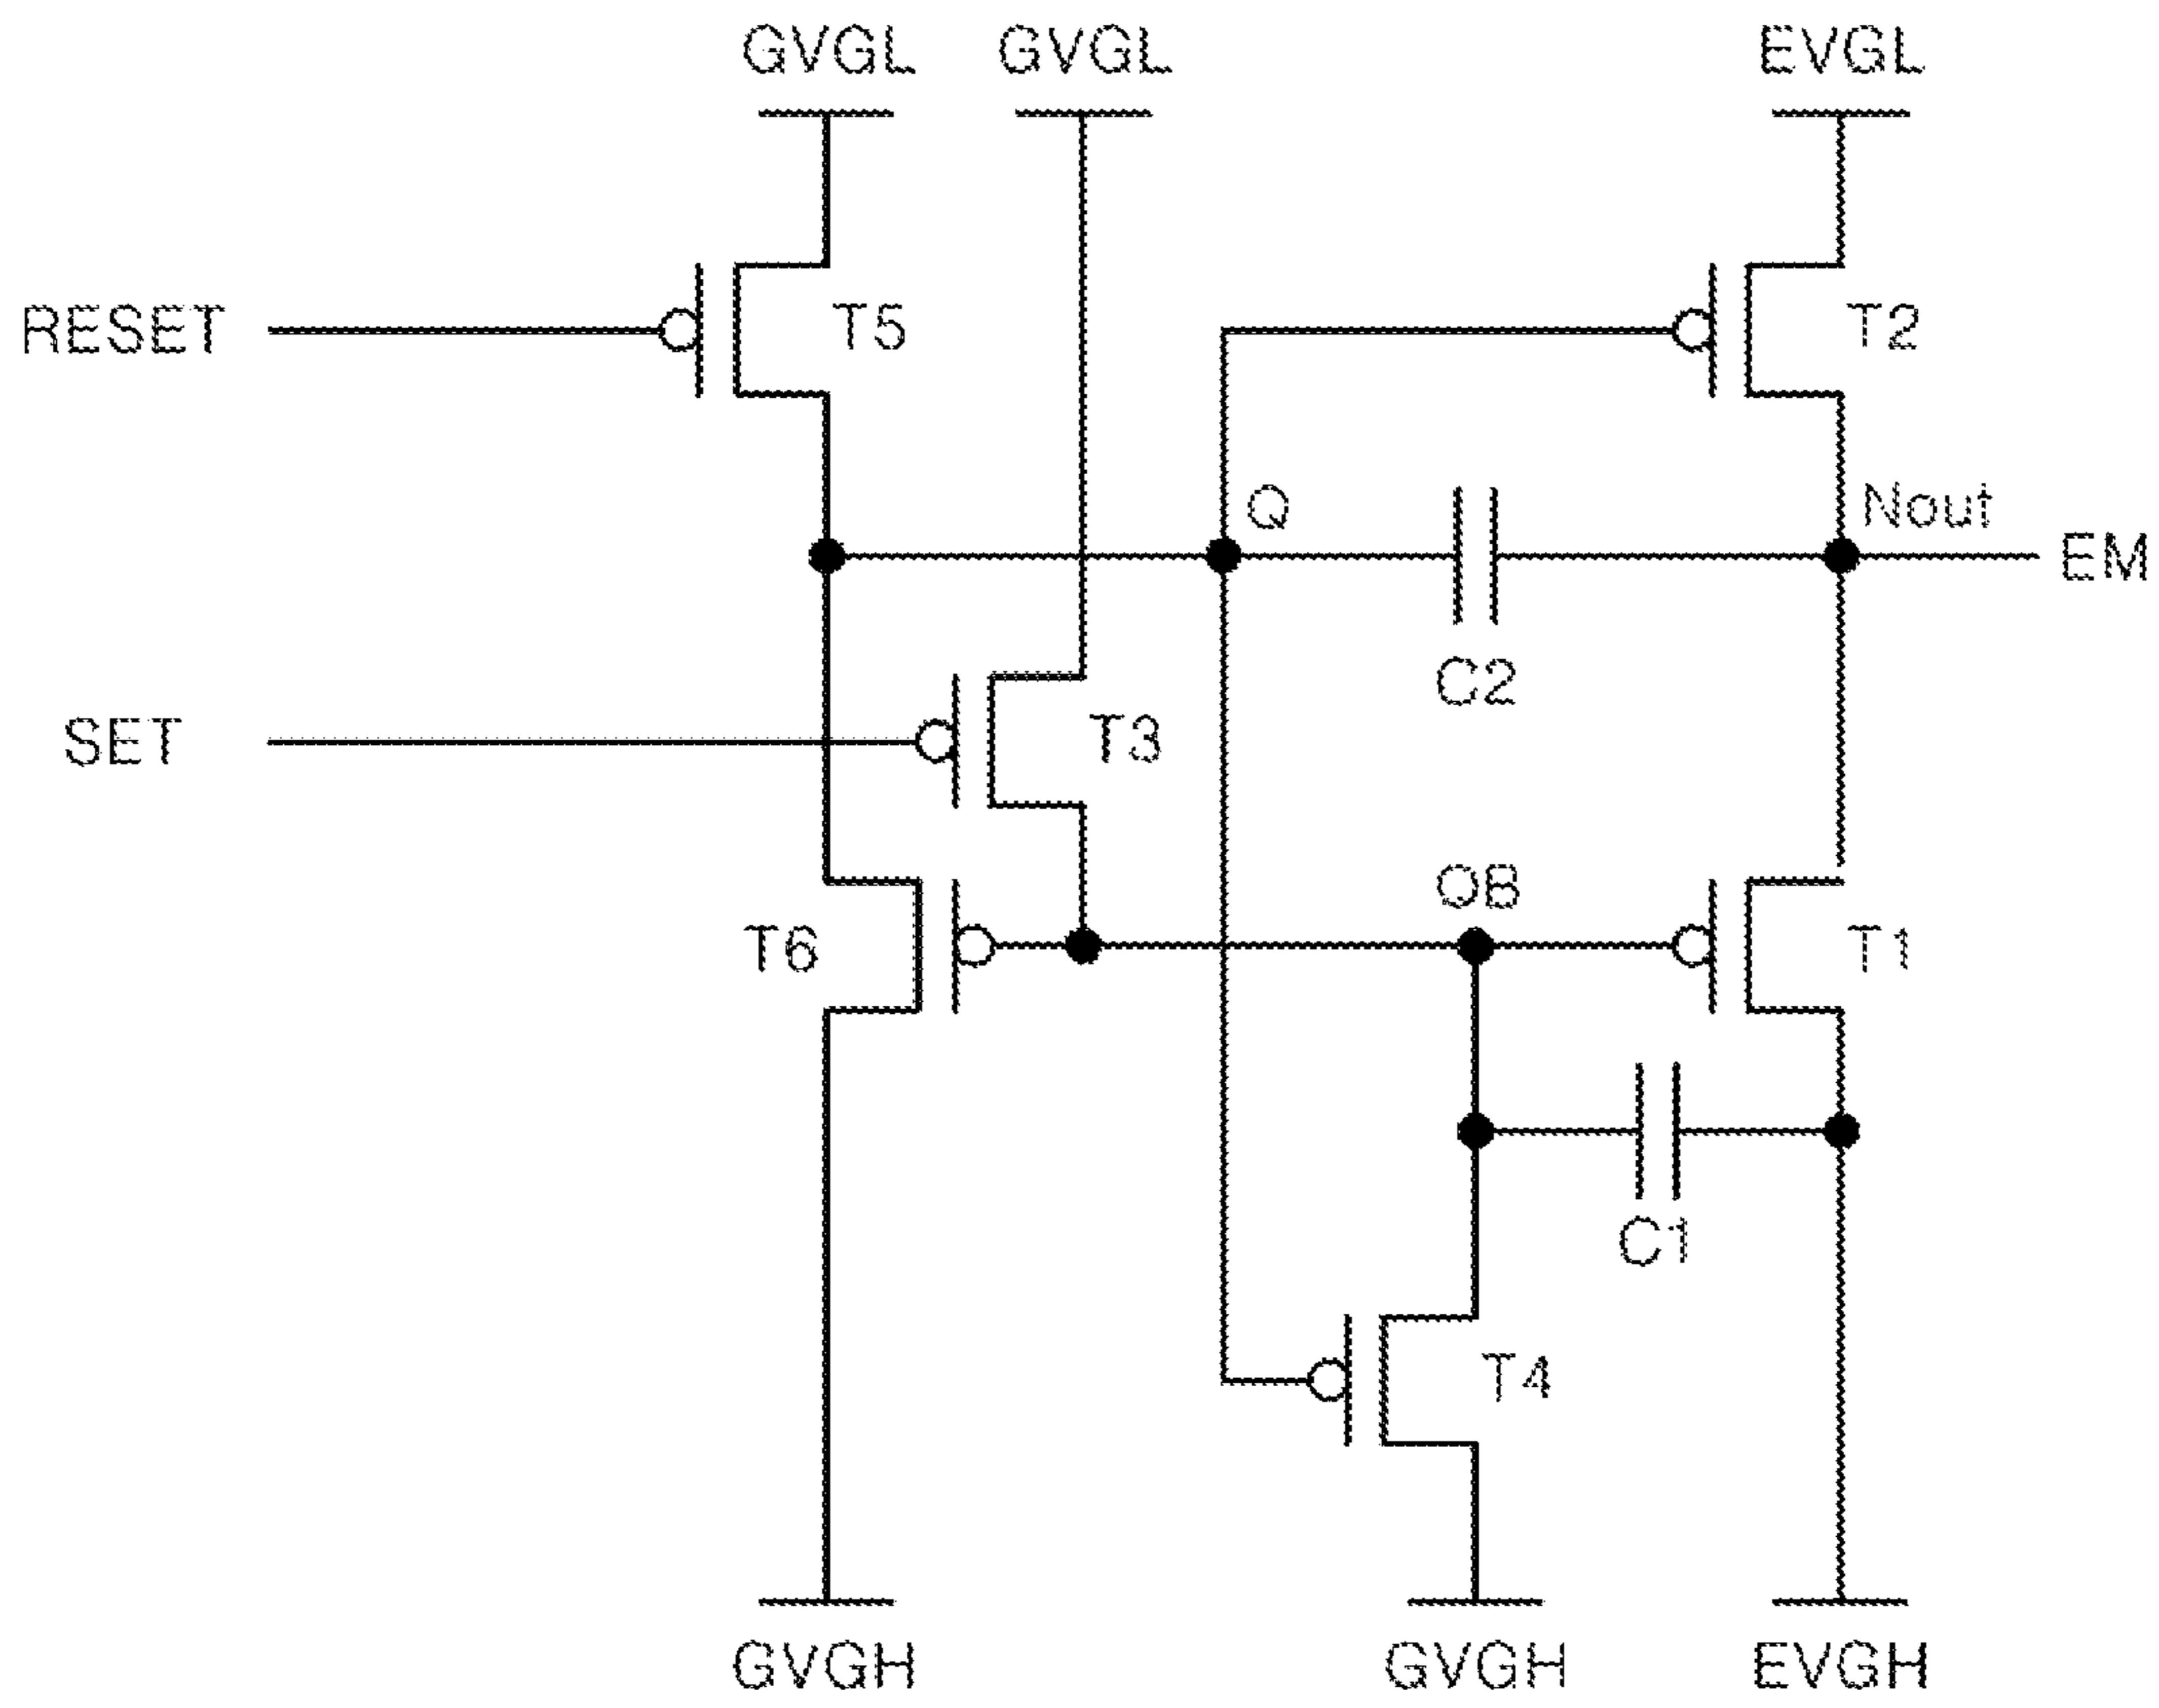 GVGL GVGL EVGL
RESET T5 T2
Q Nout
EM
C2
SET T3
QB
T6 T1
C1
T4
GVGH GVGH EVGH